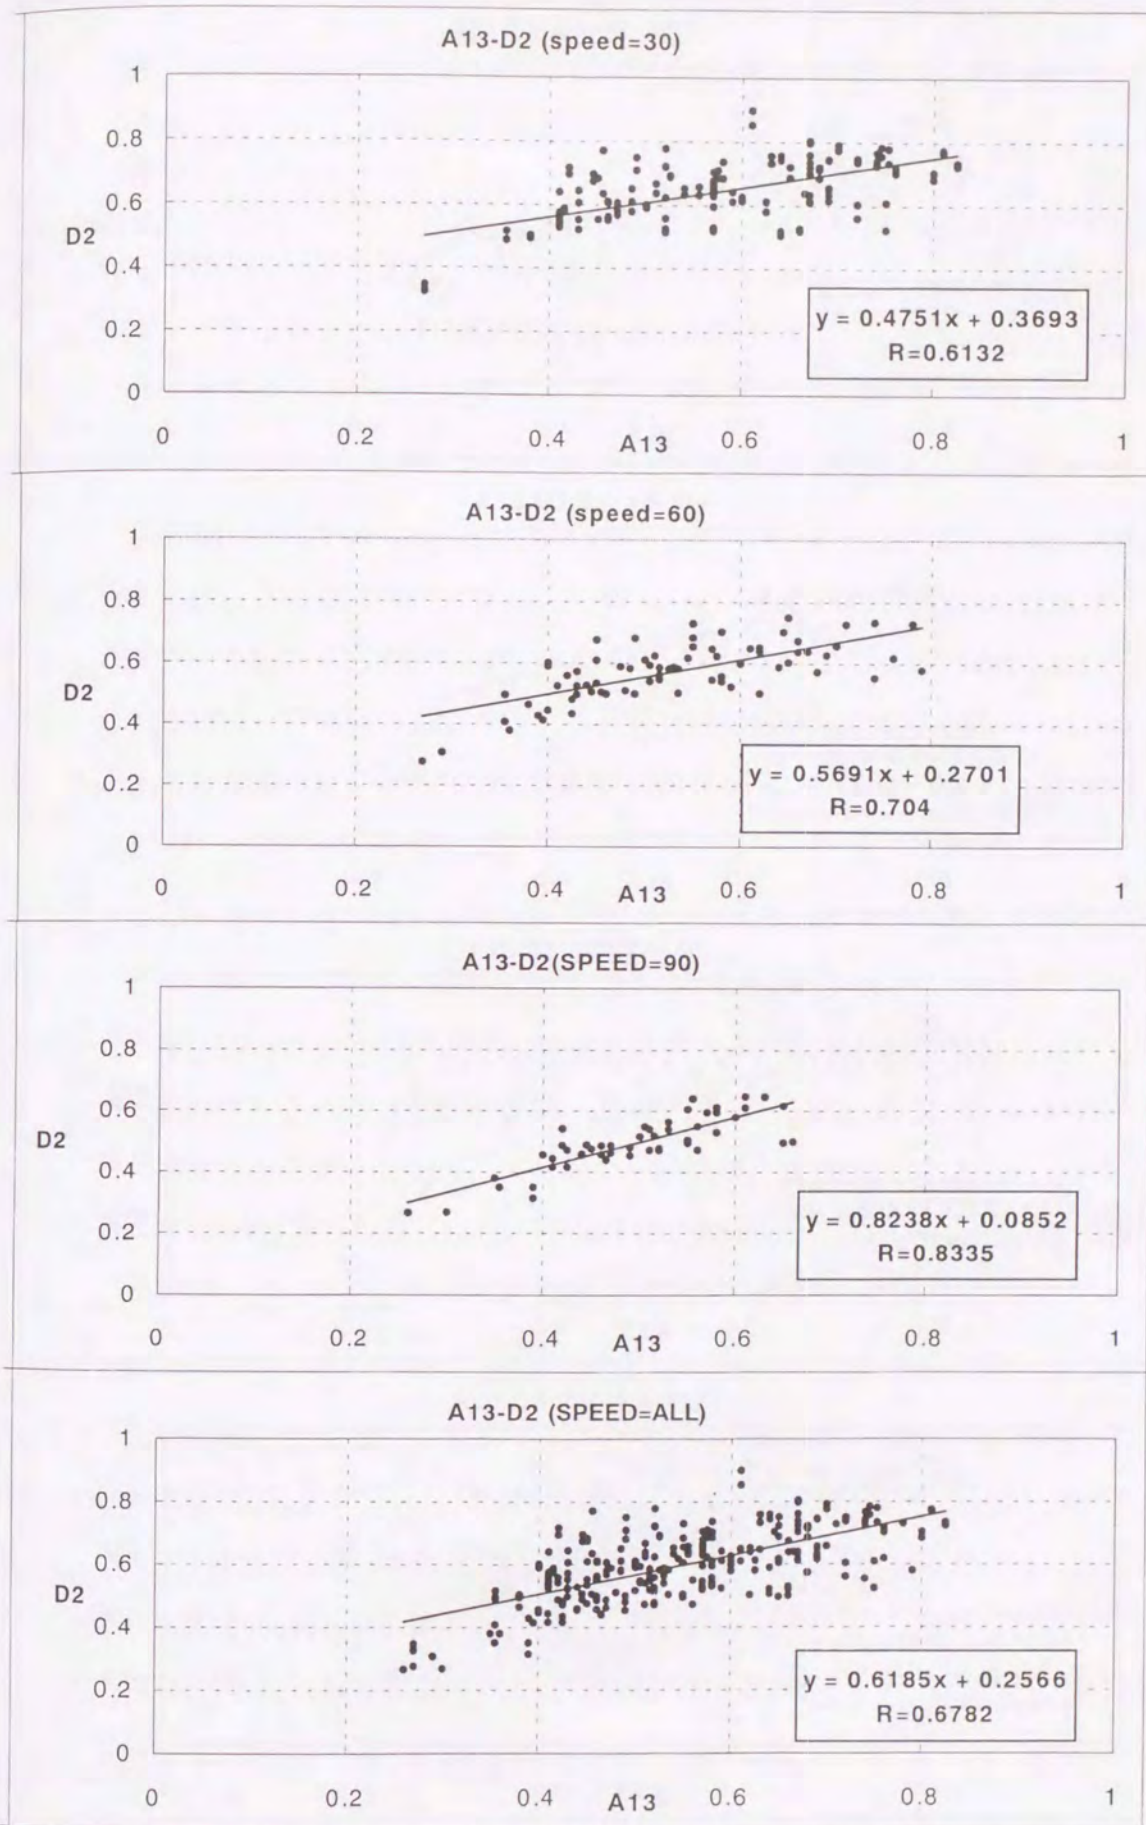 A13-D2 (speed=30)
1
0.8
0.6
D2
0.4
0.2
0
y = 0.4751x + 0.3693
R=0.6132
0 0.2 0.4 0.6 0.8 1
A13
A13-D2 (speed=60)
1
0.8
0.6
D2
0.4
0.2
0
y = 0.5691x + 0.2701
R=0.704
0 0.2 0.4 0.6 0.8 1
A13
A13-D2(SPEED=90)
1
0.8
0.6
D2
0.4
0.2
0
y = 0.8238x + 0.0852
R=0.8335
0 0.2 0.4 0.6 0.8 1
A13
A13-D2 (SPEED=ALL)
1
0.8
0.6
D2
0.4
0.2
0
y = 0.6185x + 0.2566
R=0.6782
0 0.2 0.4 0.6 0.8 1
A13